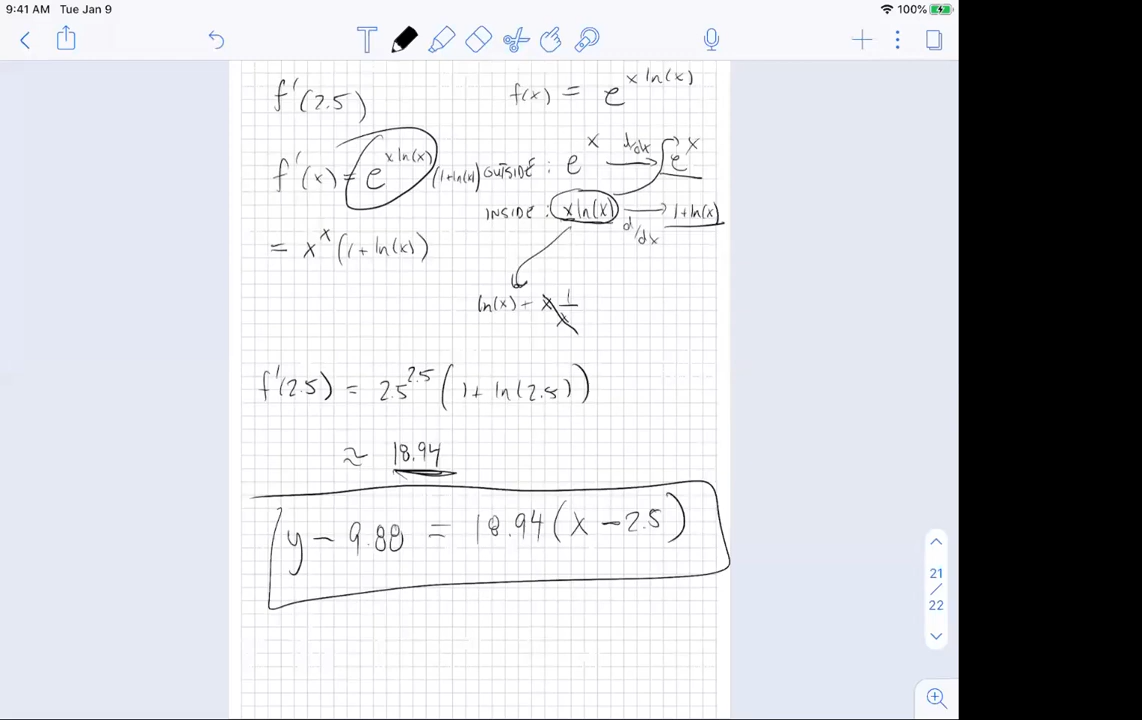 9:41 AM Tue Jan 9
100%
f'(2.5)
f(x) = e^{x ln(x)}
f'(x) = e^{x ln(x)} (1+ln(x))
OUTSIDE : e^x d/dx e^x
INSIDE : x ln(x) d/dx 1+ln(x)
= x^x (1+ln(x))
ln(x) + x 1/x
f'(2.5) = 2.5^{2.5} (1 + ln(2.5))
≈ 18.94
y - 9.88 = 18.94 (x - 2.5)
21
/
22